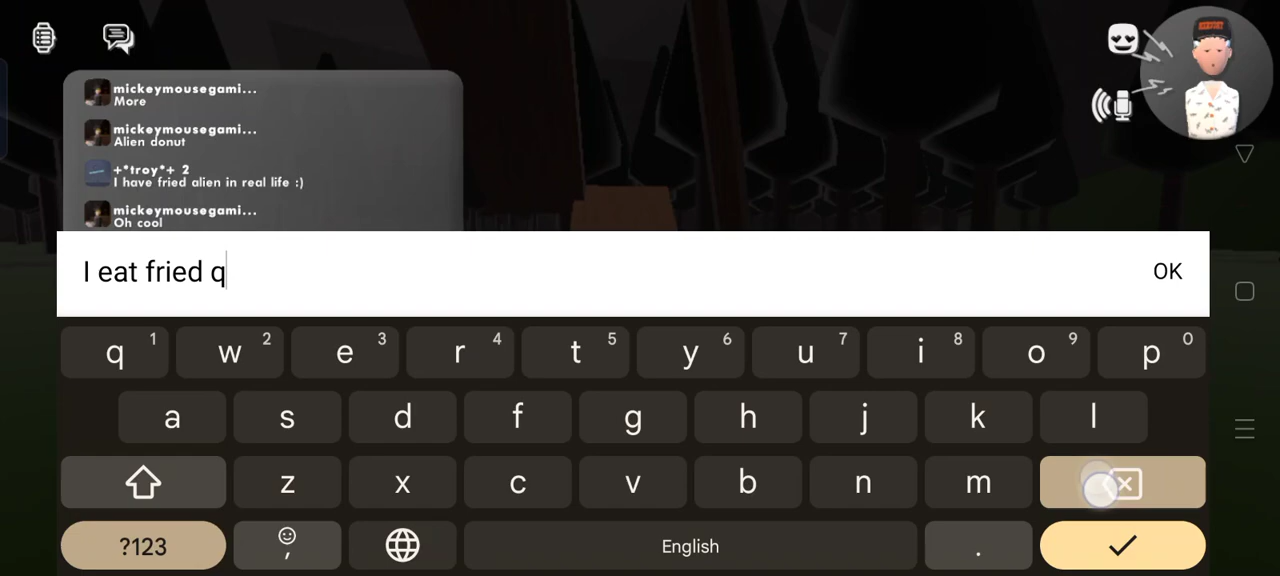 mickeymousegami...
More
mickeymousegami...
Alien donut
+*troy*+ 2
I have fried alien in real life :)
mickeymousegami...
Oh cool
I eat fried q
OK
q 1 w 2 e 3 r 4 t 5 y 6 u 7 i 8 o 9 p 0
a s d f g h j k l
z x c v b n m
?123 , English .